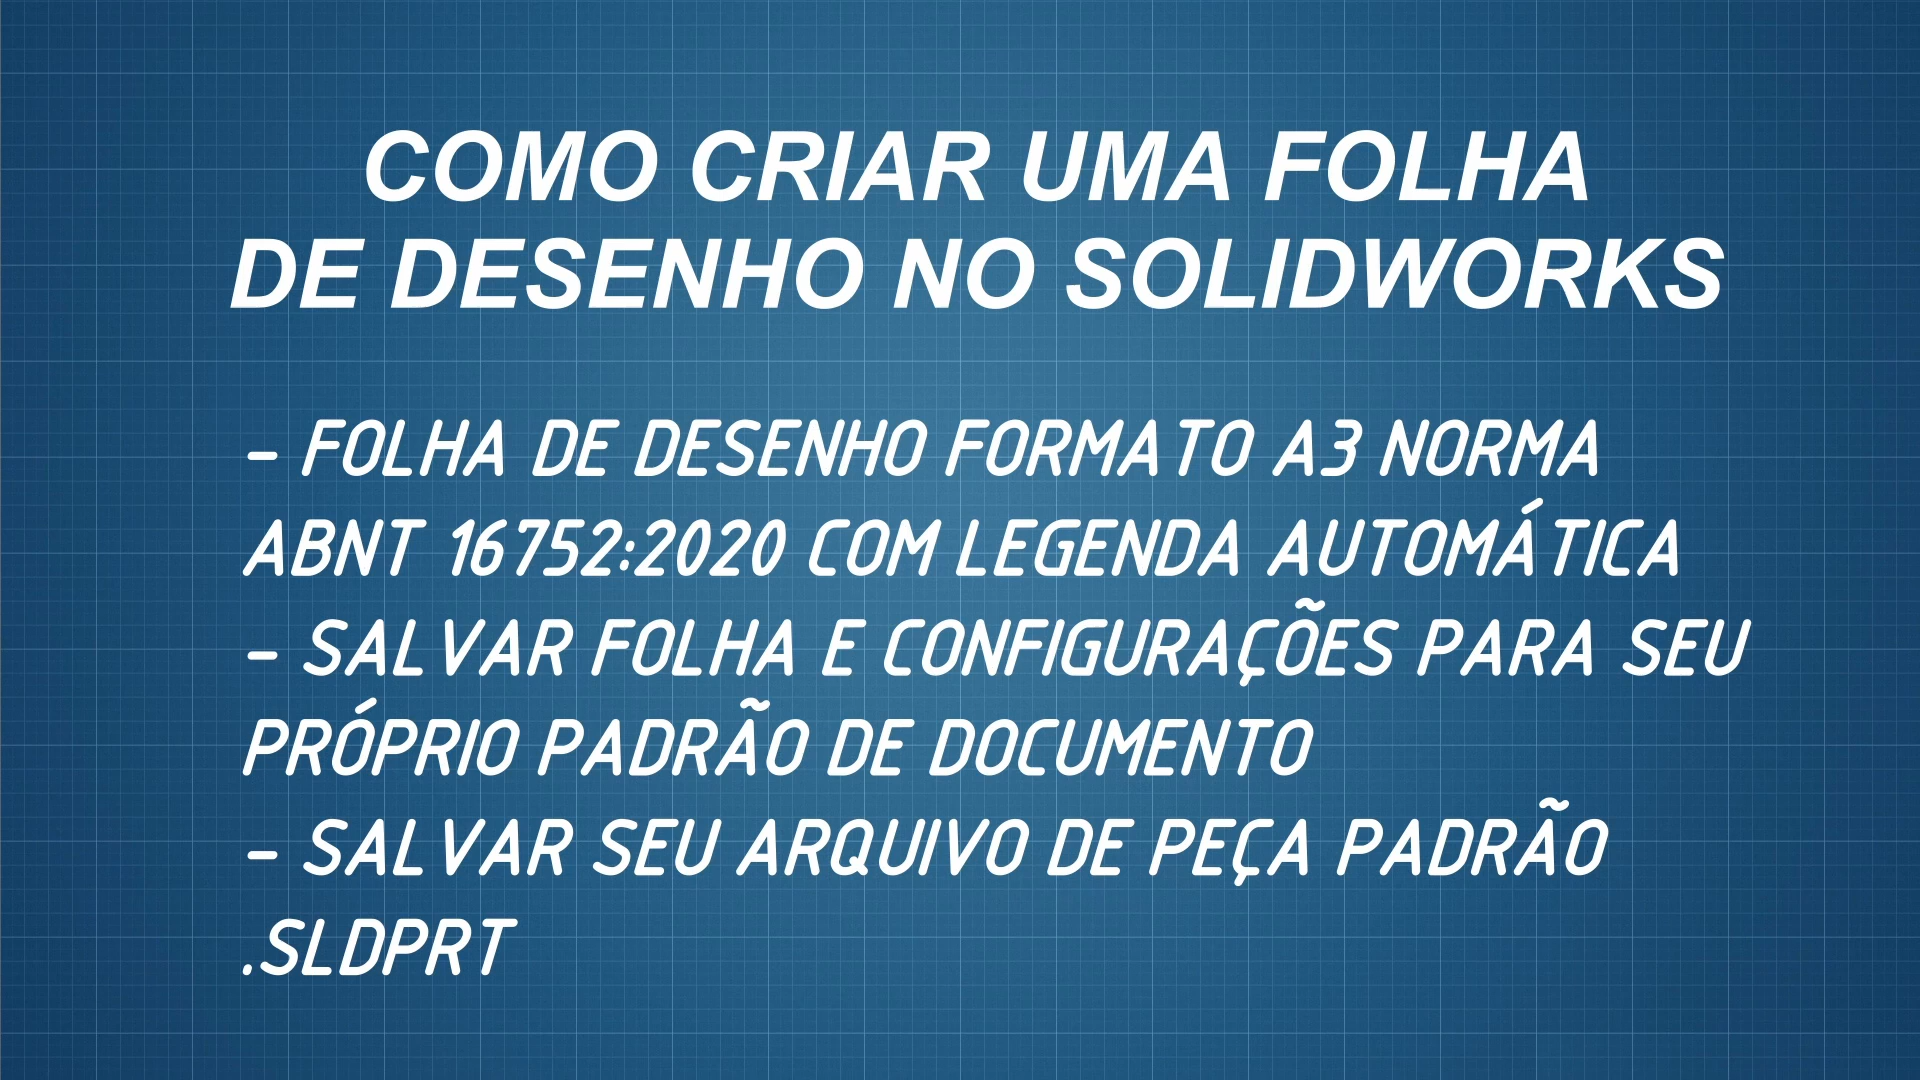 COMO CRIAR UMA FOLHA
DE DESENHO NO SOLIDWORKS
- FOLHA DE DESENHO FORMATO A3 NORMA
ABNT 16752:2020 COM LEGENDA AUTOMÁTICA
- SALVAR FOLHA E CONFIGURAÇÕES PARA SEU
PRÓPRIO PADRÃO DE DOCUMENTO
- SALVAR SEU ARQUIVO DE PEÇA PADRÃO
.SLDPRT